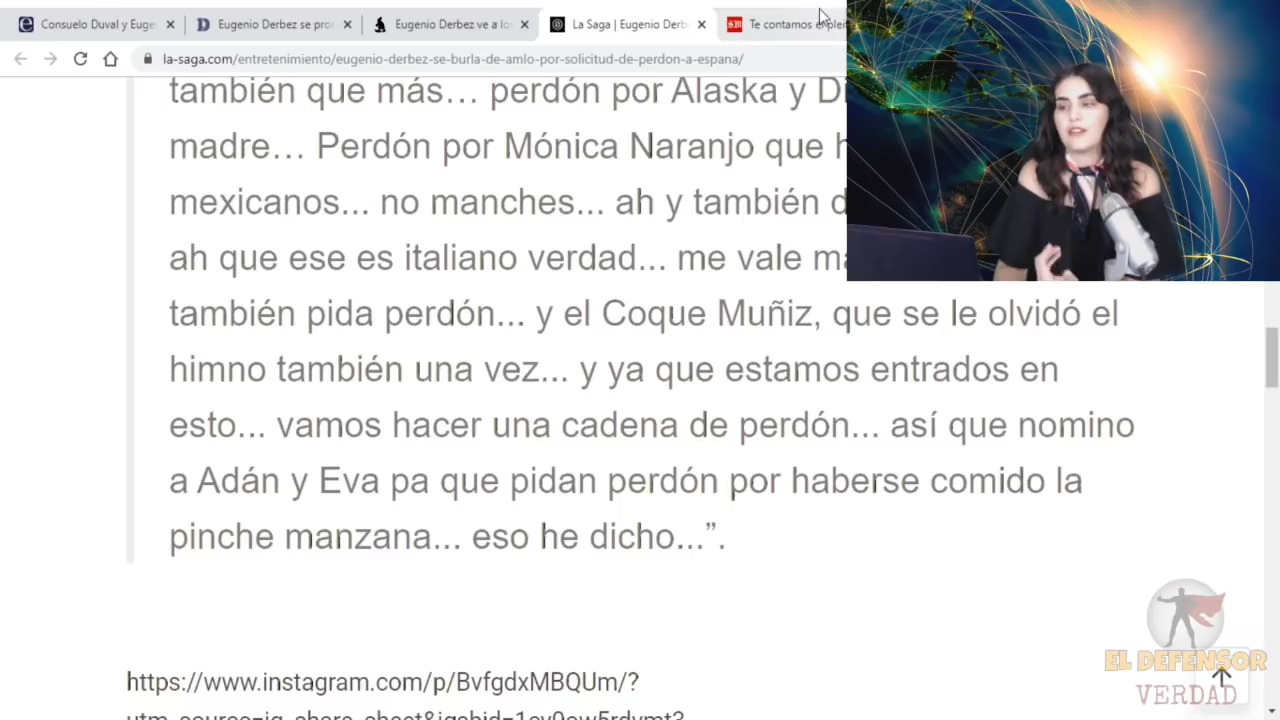 Consuelo Duval y Euge
Eugenio Derbez se pro
Eugenio Derbez ve a lo
La Saga | Eugenio Derb
Te contamos el plei
la-saga.com/entretenimiento/eugenio-derbez-se-burla-de-amlo-por-solicitud-de-perdon-a-espana/
también que más... perdón por Alaska y Di
madre... Perdón por Mónica Naranjo que h
mexicanos... no manches... ah y también d
ah que ese es italiano verdad... me vale ma
también pida perdón... y el Coque Muñiz, que se le olvidó el
himno también una vez... y ya que estamos entrados en
esto... vamos hacer una cadena de perdón... así que nomino
a Adán y Eva pa que pidan perdón por haberse comido la
pinche manzana... eso he dicho...”.
https://www.instagram.com/p/BvfgdxMBQUm/?
EL DEFENSOR
VERDAD